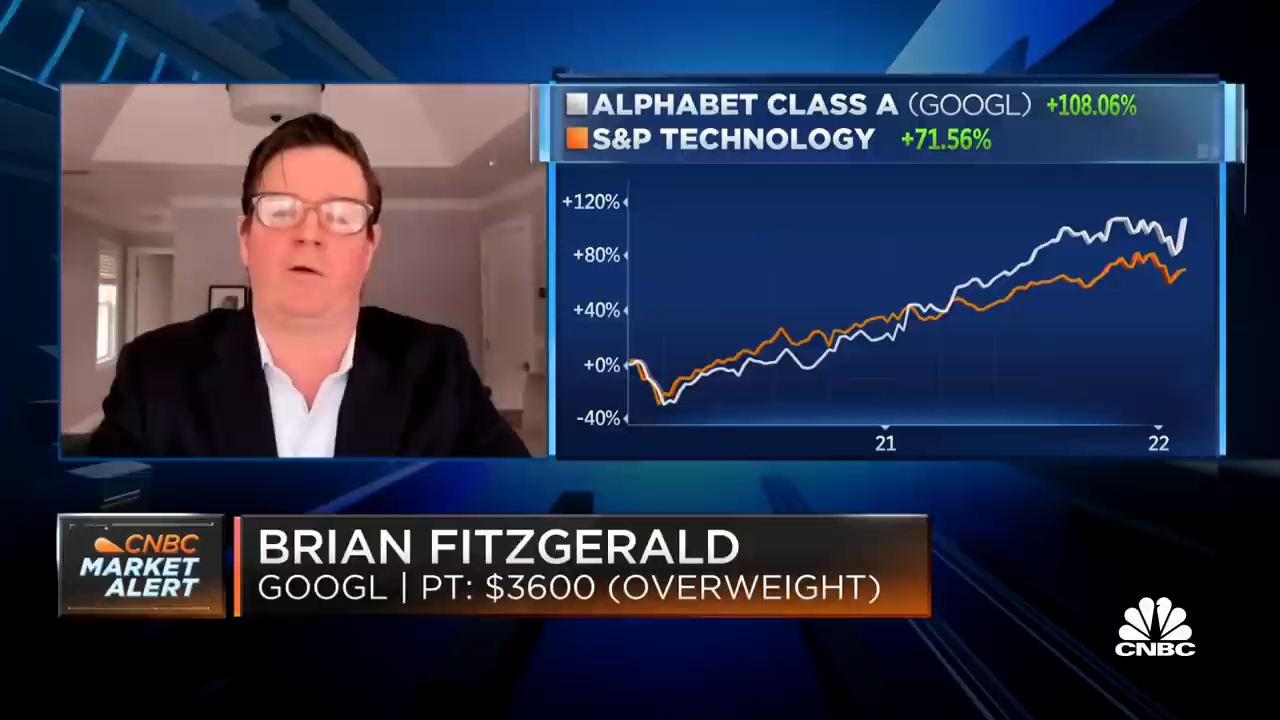 ALPHABET CLASS A (GOOGL) +108.06%
S&P TECHNOLOGY +71.56%
+120%
+80%
+40%
+0%
-40%
21
22
CNBC
MARKET
ALERT
BRIAN FITZGERALD
GOOGL | PT: $3600 (OVERWEIGHT)
CNBC